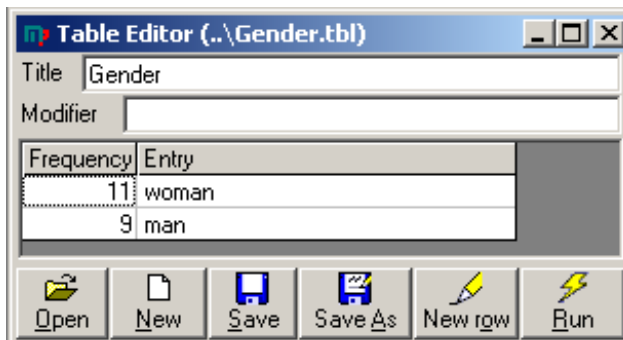 Table Editor (..\Gender.tbl)
Title Gender
Modifier
Frequency Entry
11 woman
9 man
Open New Save Save As New row Run